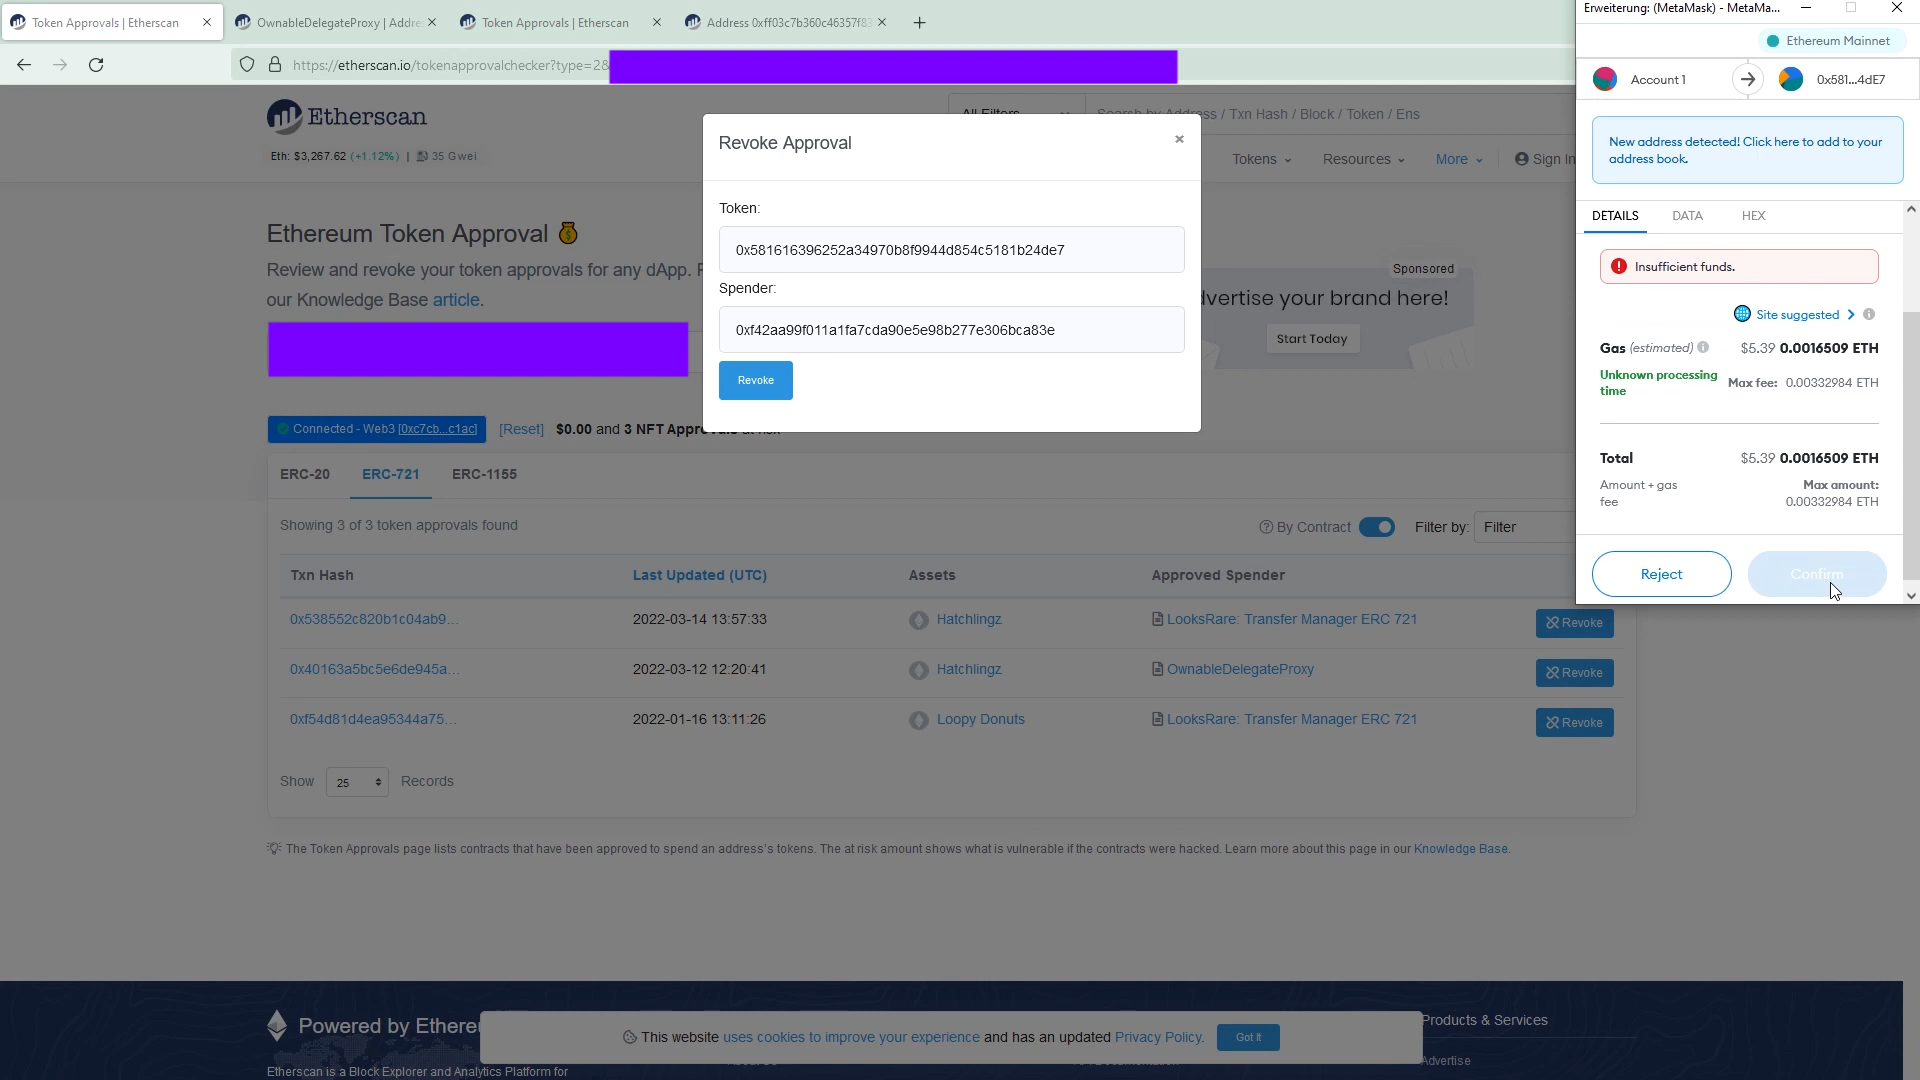 Token Approvals | Etherscan
OwnableDelegateProxy | Addre
Token Approvals | Etherscan
Address 0xff03c7b360c46357f83
https://etherscan.io/tokenapprovalchecker?type=2&
Etherscan
Eth: $3,267.62 (+1.12%) | 35 Gwei
All Filters
Search by Address / Txn Hash / Block / Token / Ens
Tokens
Resources
More
Sign In
Ethereum Token Approval
Review and revoke your token approvals for any dApp.
our Knowledge Base article.
Sponsored
dvertise your brand here!
Start Today
Connected - Web3 [0xc7cb...c1ac]
[Reset]
$0.00 and 3 NFT Appr
Revoke Approval
×
Token:
0x581616396252a34970b8f9944d854c5181b24de7
Spender:
0xf42aa99f011a1fa7cda90e5e98b277e306bca83e
Revoke
ERC-20
ERC-721
ERC-1155
Showing 3 of 3 token approvals found
By Contract
Filter by:
Filter
Txn Hash
Last Updated (UTC)
Assets
Approved Spender
0x538552c820b1c04ab9...
2022-03-14 13:57:33
Hatchlingz
LooksRare: Transfer Manager ERC 721
Revoke
0x40163a5bc5e6de945a...
2022-03-12 12:20:41
Hatchlingz
OwnableDelegateProxy
Revoke
0xf54d81d4ea95344a75...
2022-01-16 13:11:26
Loopy Donuts
LooksRare: Transfer Manager ERC 721
Revoke
Show
25
Records
The Token Approvals page lists contracts that have been approved to spend an address's tokens. The at risk amount shows what is vulnerable if the contracts were hacked. Learn more about this page in our Knowledge Base.
Powered by Ethere
Etherscan is a Block Explorer and Analytics Platform for
This website uses cookies to improve your experience and has an updated Privacy Policy.
Got It
Products & Services
Advertise
Erweiterung: (MetaMask) - MetaMa...
Ethereum Mainnet
Account 1
0x581...4dE7
New address detected! Click here to add to your
address book.
DETAILS
DATA
HEX
Insufficient funds.
Site suggested
Gas (estimated)
$5.39 0.0016509 ETH
Unknown processing
time
Max fee: 0.00332984 ETH
Total
$5.39 0.0016509 ETH
Amount + gas
fee
Max amount:
0.00332984 ETH
Reject
Confirm